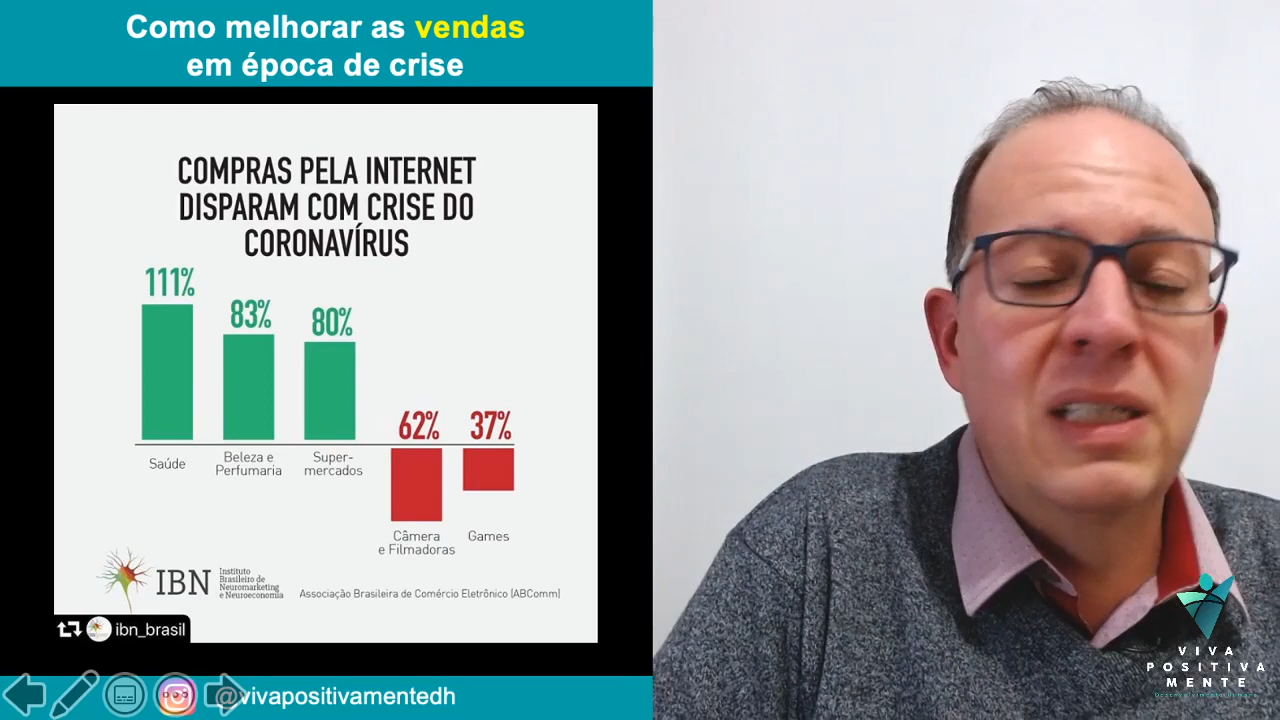 Como melhorar as vendas
em época de crise
COMPRAS PELA INTERNET
DISPARAM COM CRISE DO
CORONAVÍRUS
111%
83%
80%
62%
37%
Saúde
Beleza e
Perfumaria
Super-
mercados
Câmera
e Filmadoras
Games
IBN
Instituto
Brasileiro de
Neuromarketing
e Neuroeconomia
Associação Brasileira de Comércio Eletrônico (ABComm)
ibn_brasil
@vivapositivamentedh
VIVA
POSITIVA
MENTE
Desenvolvimento Humano